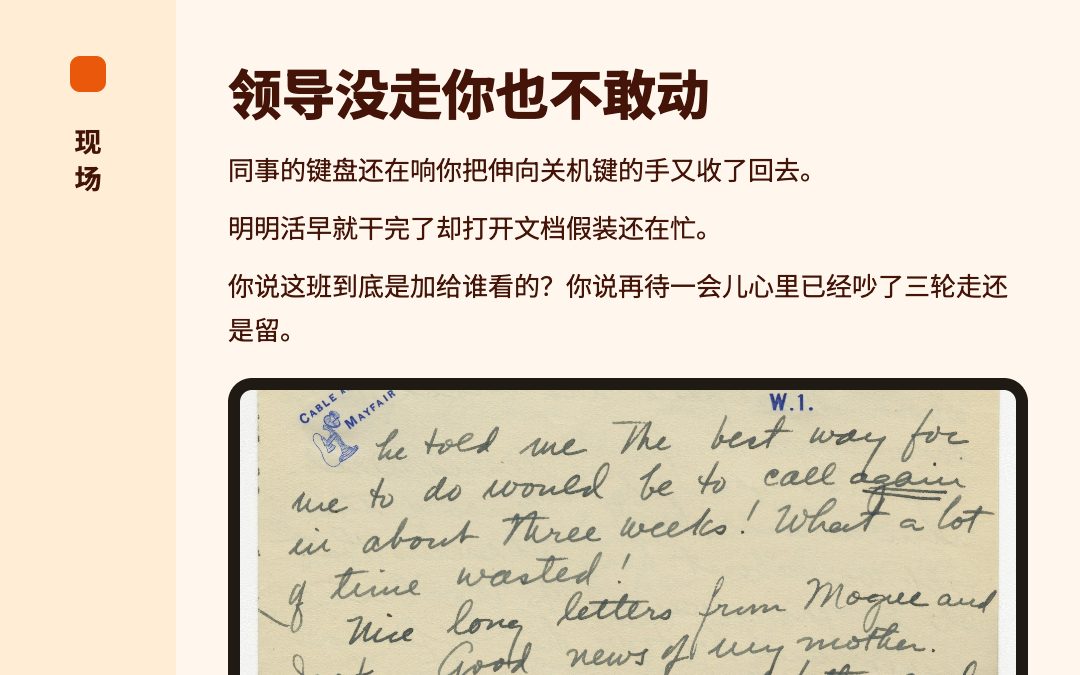 现
场
领导没走你也不敢动
同事的键盘还在响你把伸向关机键的手又收了回去。
明明活早就干完了却打开文档假装还在忙。
你说这班到底是加给谁看的？你说再待一会儿心里已经吵了三轮走还
是留。
CABLE
MAYFAIR
W.1.
he told me the best way for
me to do would be to call again
in about three weeks! What a lot
of time wasted!
Nice long letters from Mogue and
Good news of my mother.